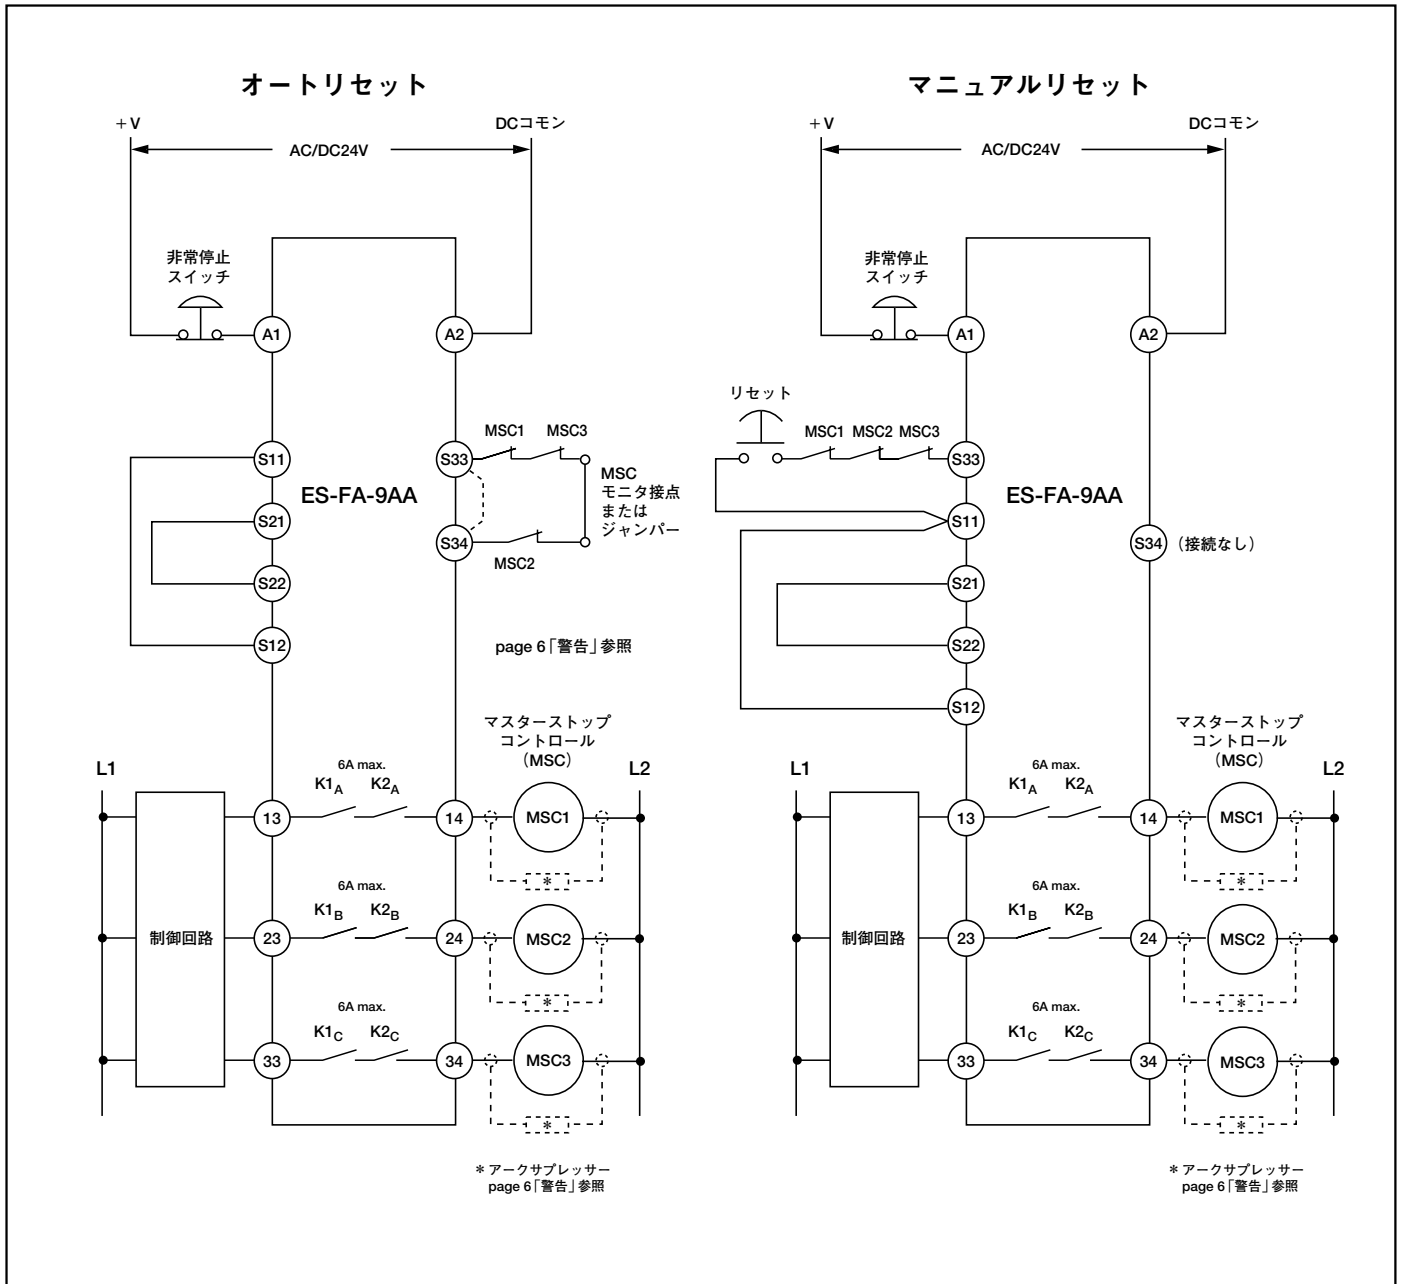 オートリセット
+V
DCコモン
AC/DC24V
非常停止
スイッチ
A1
A2
S11
S21
S22
S12
ES-FA-9AA
S33
S34
MSC1
MSC3
MSC2
MSC
モニタ接点
または
ジャンパー
page 6「警告」参照
マスターストップ
コントロール
(MSC)
L1
L2
制御回路
6A max.
K1A
K2A
13
14
MSC1
*
6A max.
K1B
K2B
23
24
MSC2
*
6A max.
K1C
K2C
33
34
MSC3
*
* アークサプレッサー
page 6「警告」参照
マニュアルリセット
+V
DCコモン
AC/DC24V
非常停止
スイッチ
A1
A2
リセット
MSC1
MSC2
MSC3
S33
S11
S21
S22
S12
ES-FA-9AA
S34
(接続なし)
マスターストップ
コントロール
(MSC)
L1
L2
制御回路
6A max.
K1A
K2A
13
14
MSC1
*
6A max.
K1B
K2B
23
24
MSC2
*
6A max.
K1C
K2C
33
34
MSC3
*
* アークサプレッサー
page 6「警告」参照